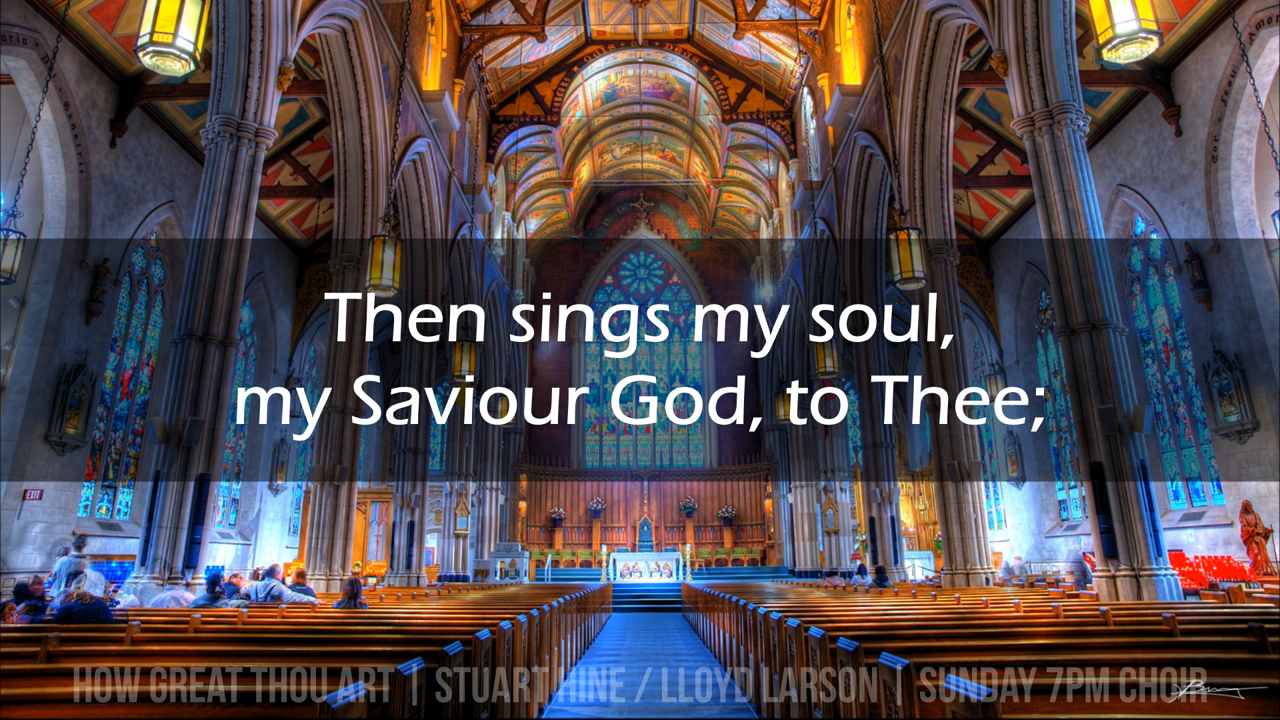 Then sings my soul,
my Saviour God, to Thee;
EXIT
HOW GREAT THOU ART | STUART HINE / LLOYD LARSON | SUNDAY 7PM CHOIR